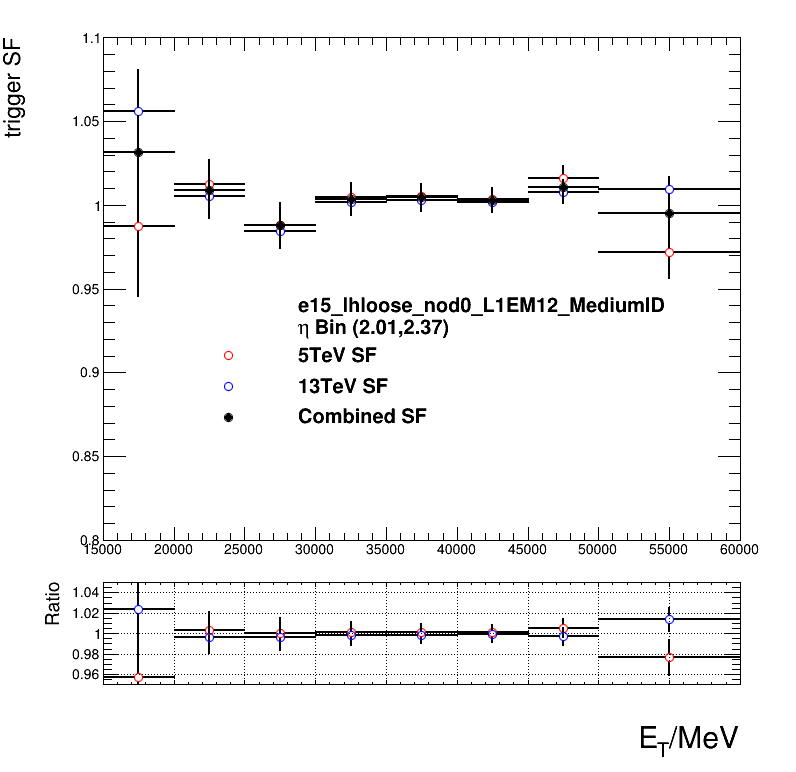 trigger SF
1.1
1.05
1
0.95
0.9
0.85
0.8
e15_lhloose_nod0_L1EM12_MediumID
η Bin (2.01,2.37)
5TeV SF
13TeV SF
Combined SF
15000 20000 25000 30000 35000 40000 45000 50000 55000 60000
Ratio
1.04
1.02
1
0.98
0.96
E_T/MeV